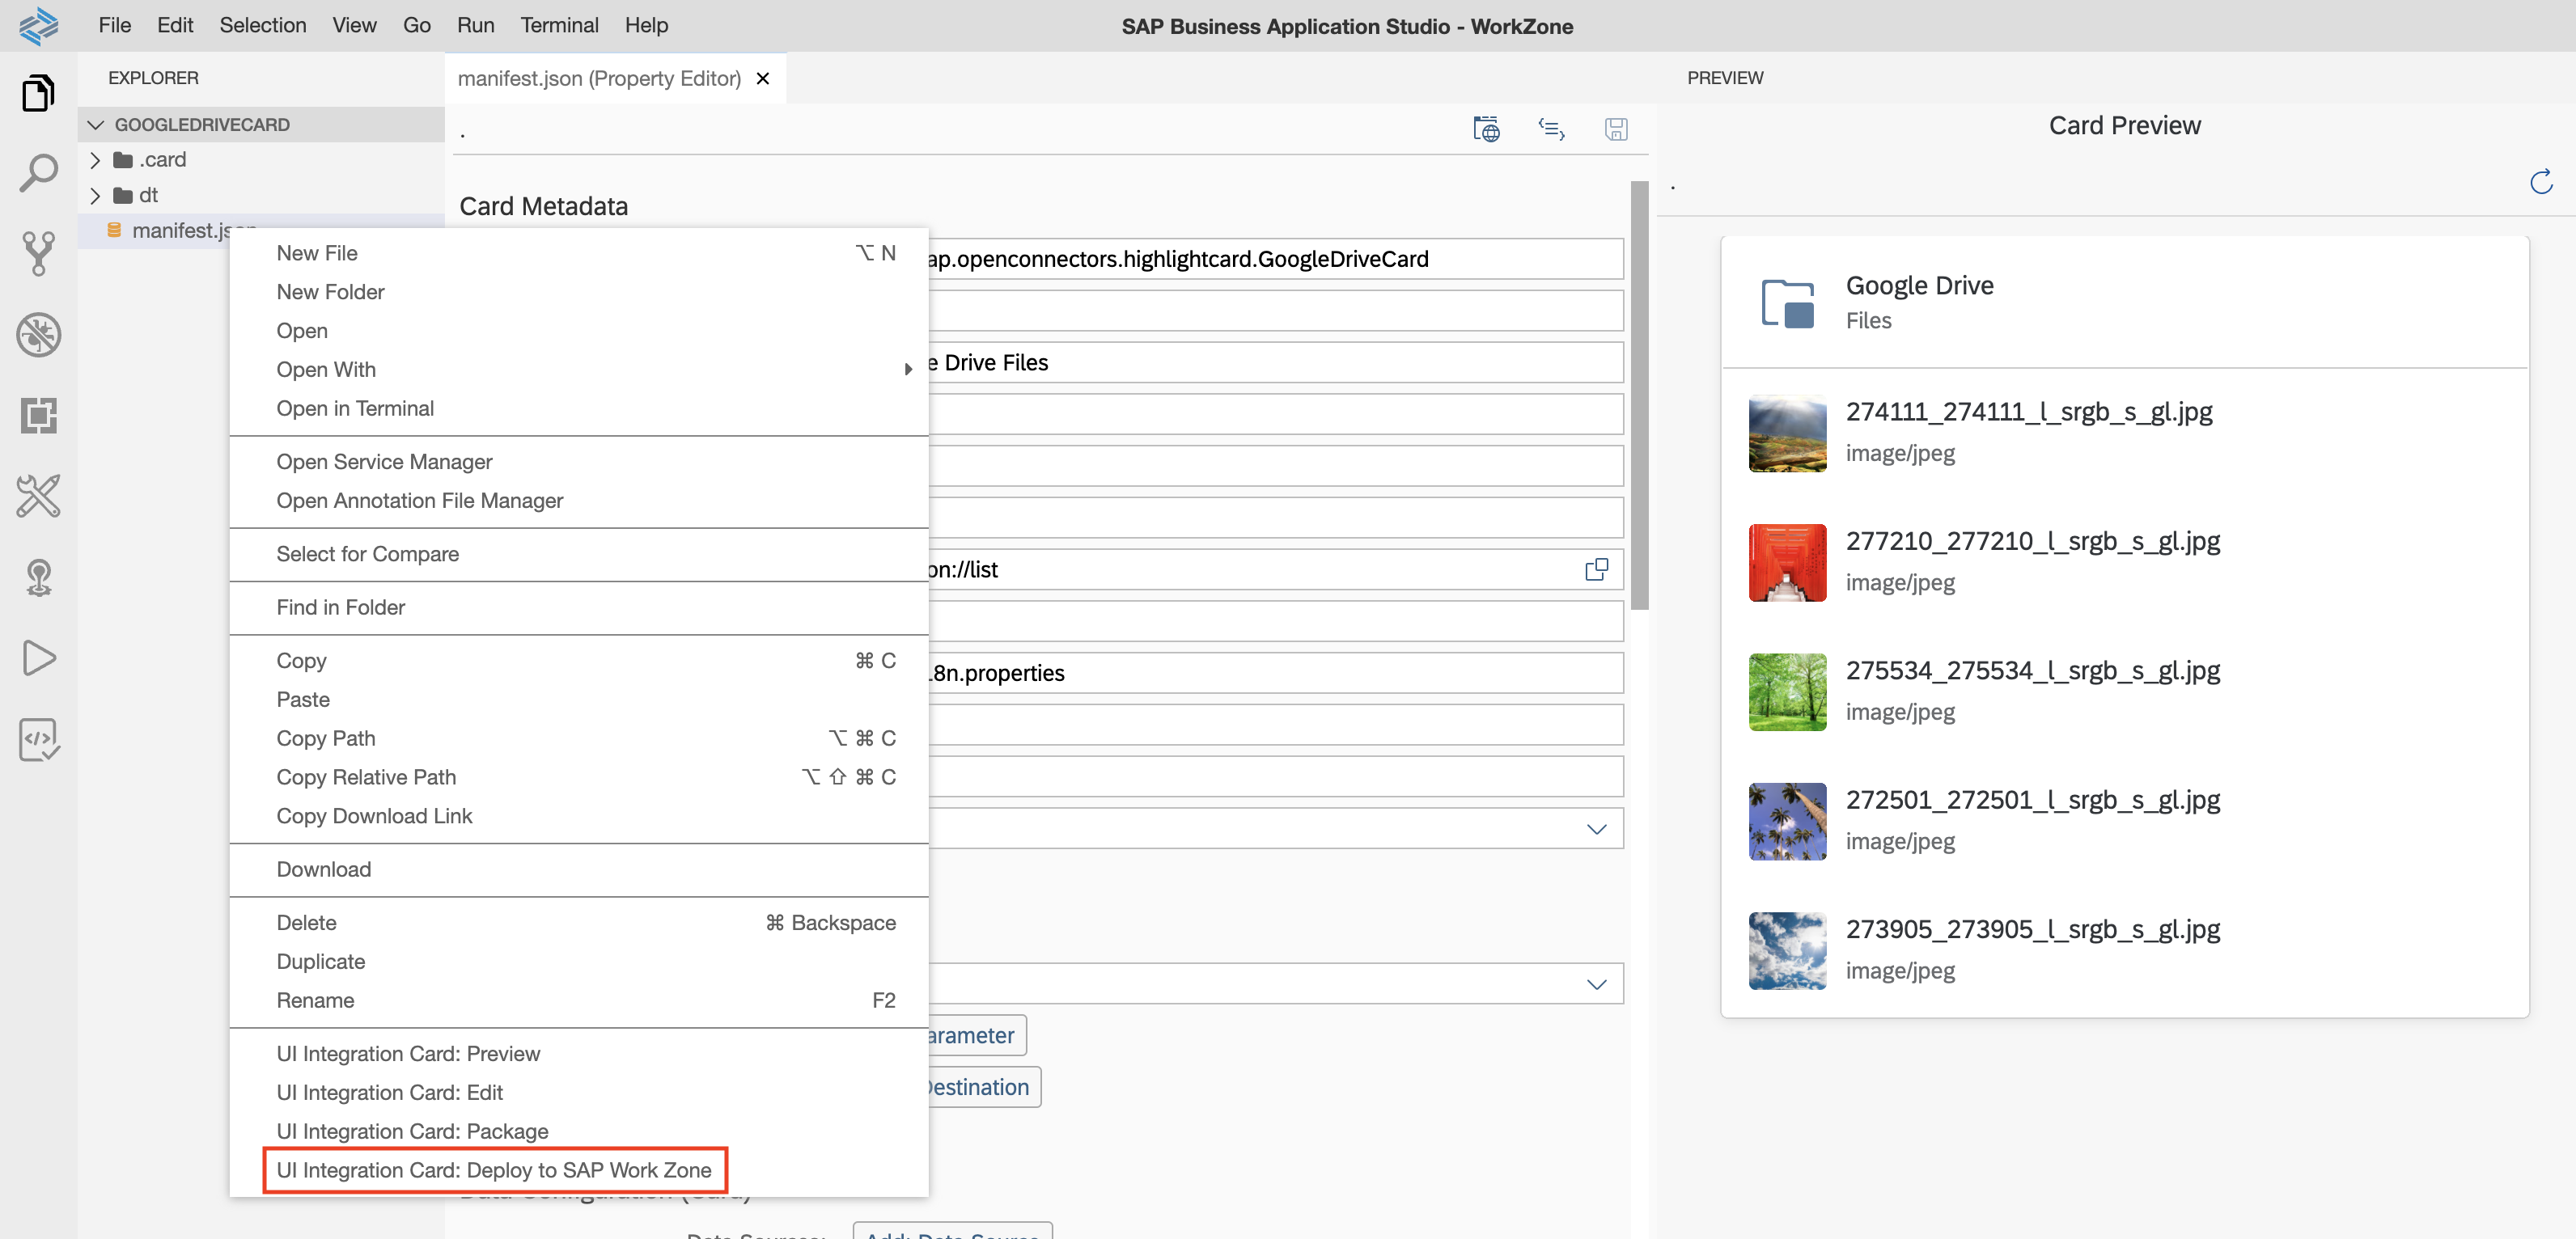 File Edit Selection View Go Run Terminal Help
SAP Business Application Studio - WorkZone
EXPLORER
GOOGLEDRIVECARD
.card
dt
manifest.json
manifest.json (Property Editor)
.
Card Metadata
ap.openconnectors.highlightcard.GoogleDriveCard
e Drive Files
on://list
.8n.properties
arameter
Destination
Add: Data Source
New File ⌥ N
New Folder
Open
Open With
Open in Terminal
Open Service Manager
Open Annotation File Manager
Select for Compare
Find in Folder
Copy ⌘ C
Paste
Copy Path ⌥ ⌘ C
Copy Relative Path ⌥ ⇧ ⌘ C
Copy Download Link
Download
Delete ⌘ Backspace
Duplicate
Rename F2
UI Integration Card: Preview
UI Integration Card: Edit
UI Integration Card: Package
UI Integration Card: Deploy to SAP Work Zone
PREVIEW
Card Preview
.
Google Drive
Files
274111_274111_l_srgb_s_gl.jpg
image/jpeg
277210_277210_l_srgb_s_gl.jpg
image/jpeg
275534_275534_l_srgb_s_gl.jpg
image/jpeg
272501_272501_l_srgb_s_gl.jpg
image/jpeg
273905_273905_l_srgb_s_gl.jpg
image/jpeg